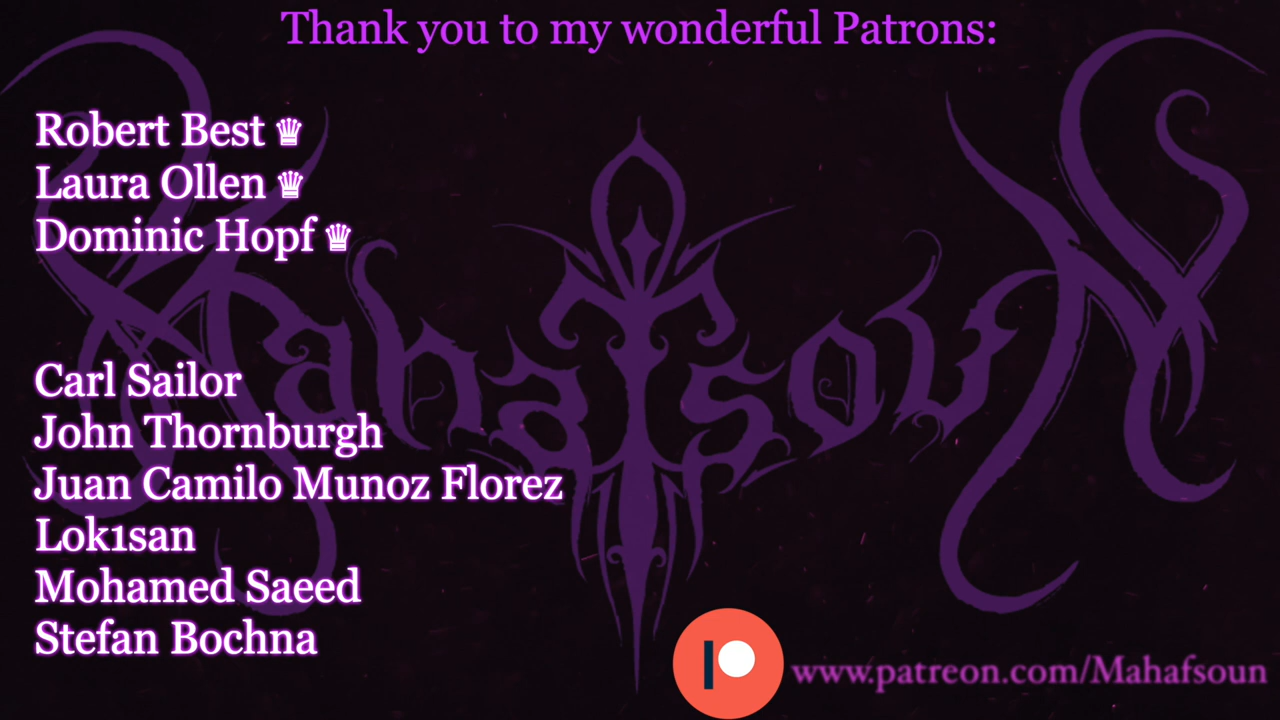 Thank you to my wonderful Patrons:
Robert Best ♛
Laura Ollen ♛
Dominic Hopf ♛
Carl Sailor
John Thornburgh
Juan Camilo Munoz Florez
Lok1san
Mohamed Saeed
Stefan Bochna
Mahafsoun
www.patreon.com/Mahafsoun